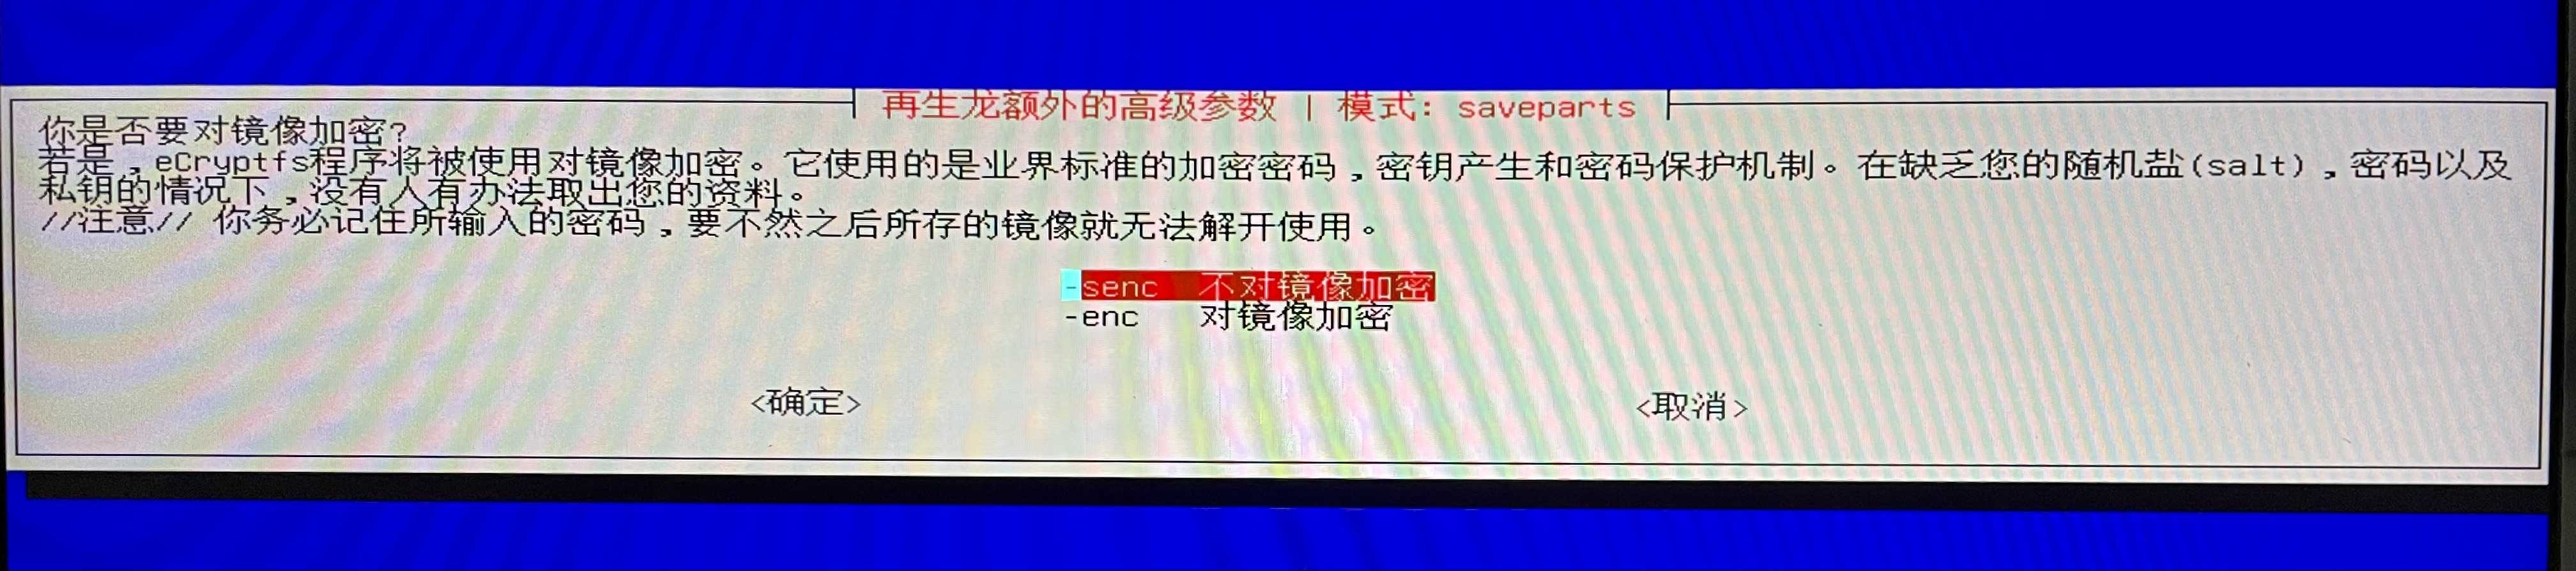 再生龙额外的高级参数 | 模式: saveparts
你是否要对镜像加密?
若是,eCryptfs程序将被使用对镜像加密。它使用的是业界标准的加密密码,密钥产生和密码保护机制。在缺乏您的随机盐(salt),密码以及
私钥的情况下,没有人有办法取出您的资料。
//注意// 你务必记住所输入的密码,要不然之后所存的镜像就无法解开使用。
-senc 不对镜像加密
-enc 对镜像加密
<确定> <取消>